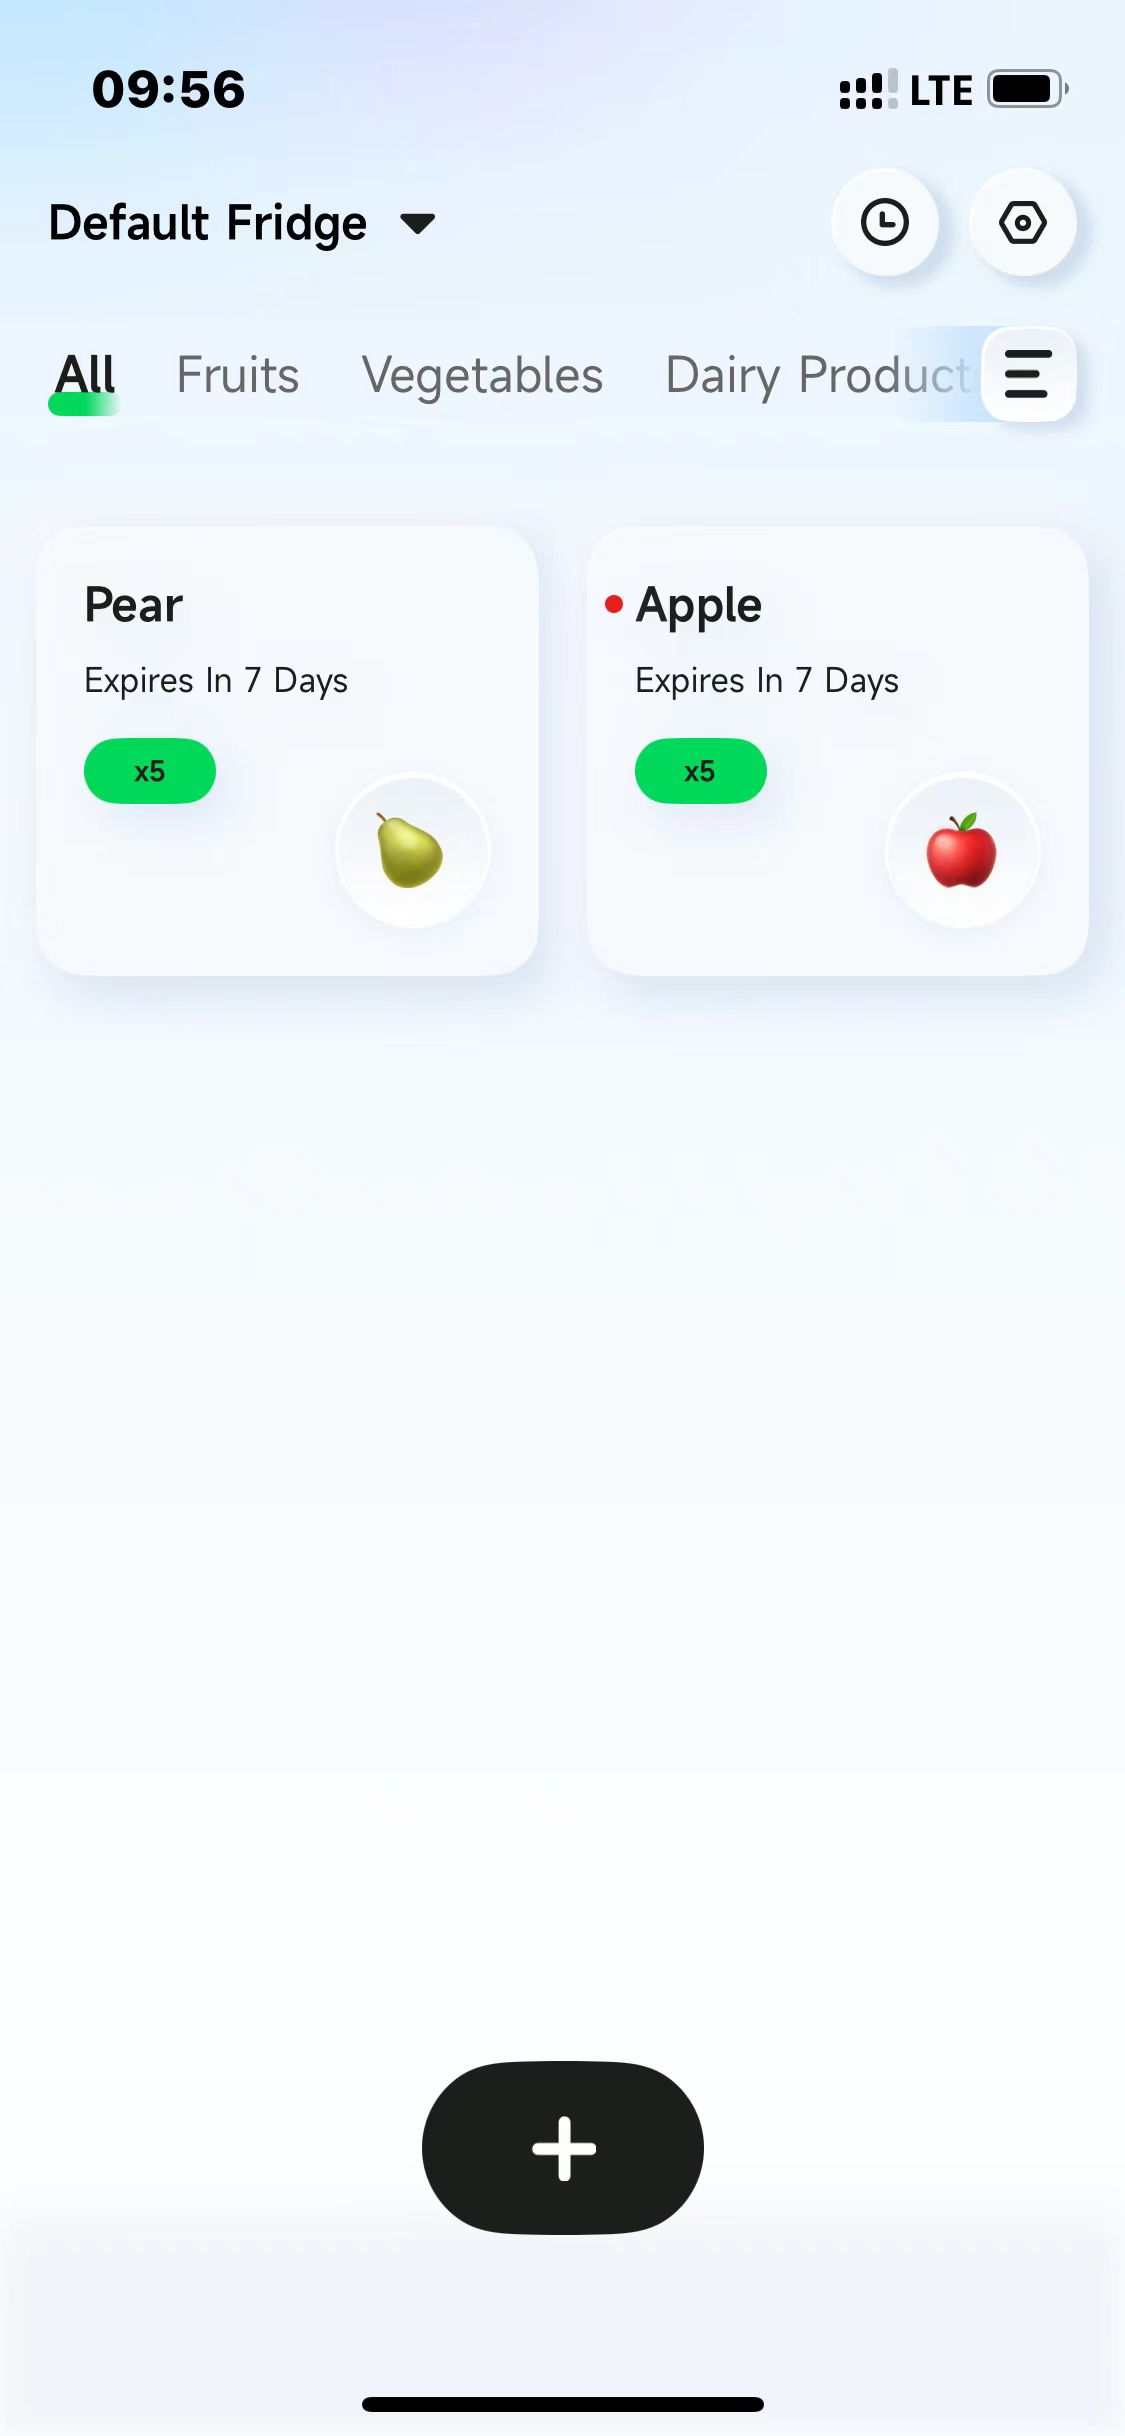 09:56
LTE
Default Fridge
All Fruits Vegetables Dairy Product
Pear
Expires In 7 Days
x5
Apple
Expires In 7 Days
x5